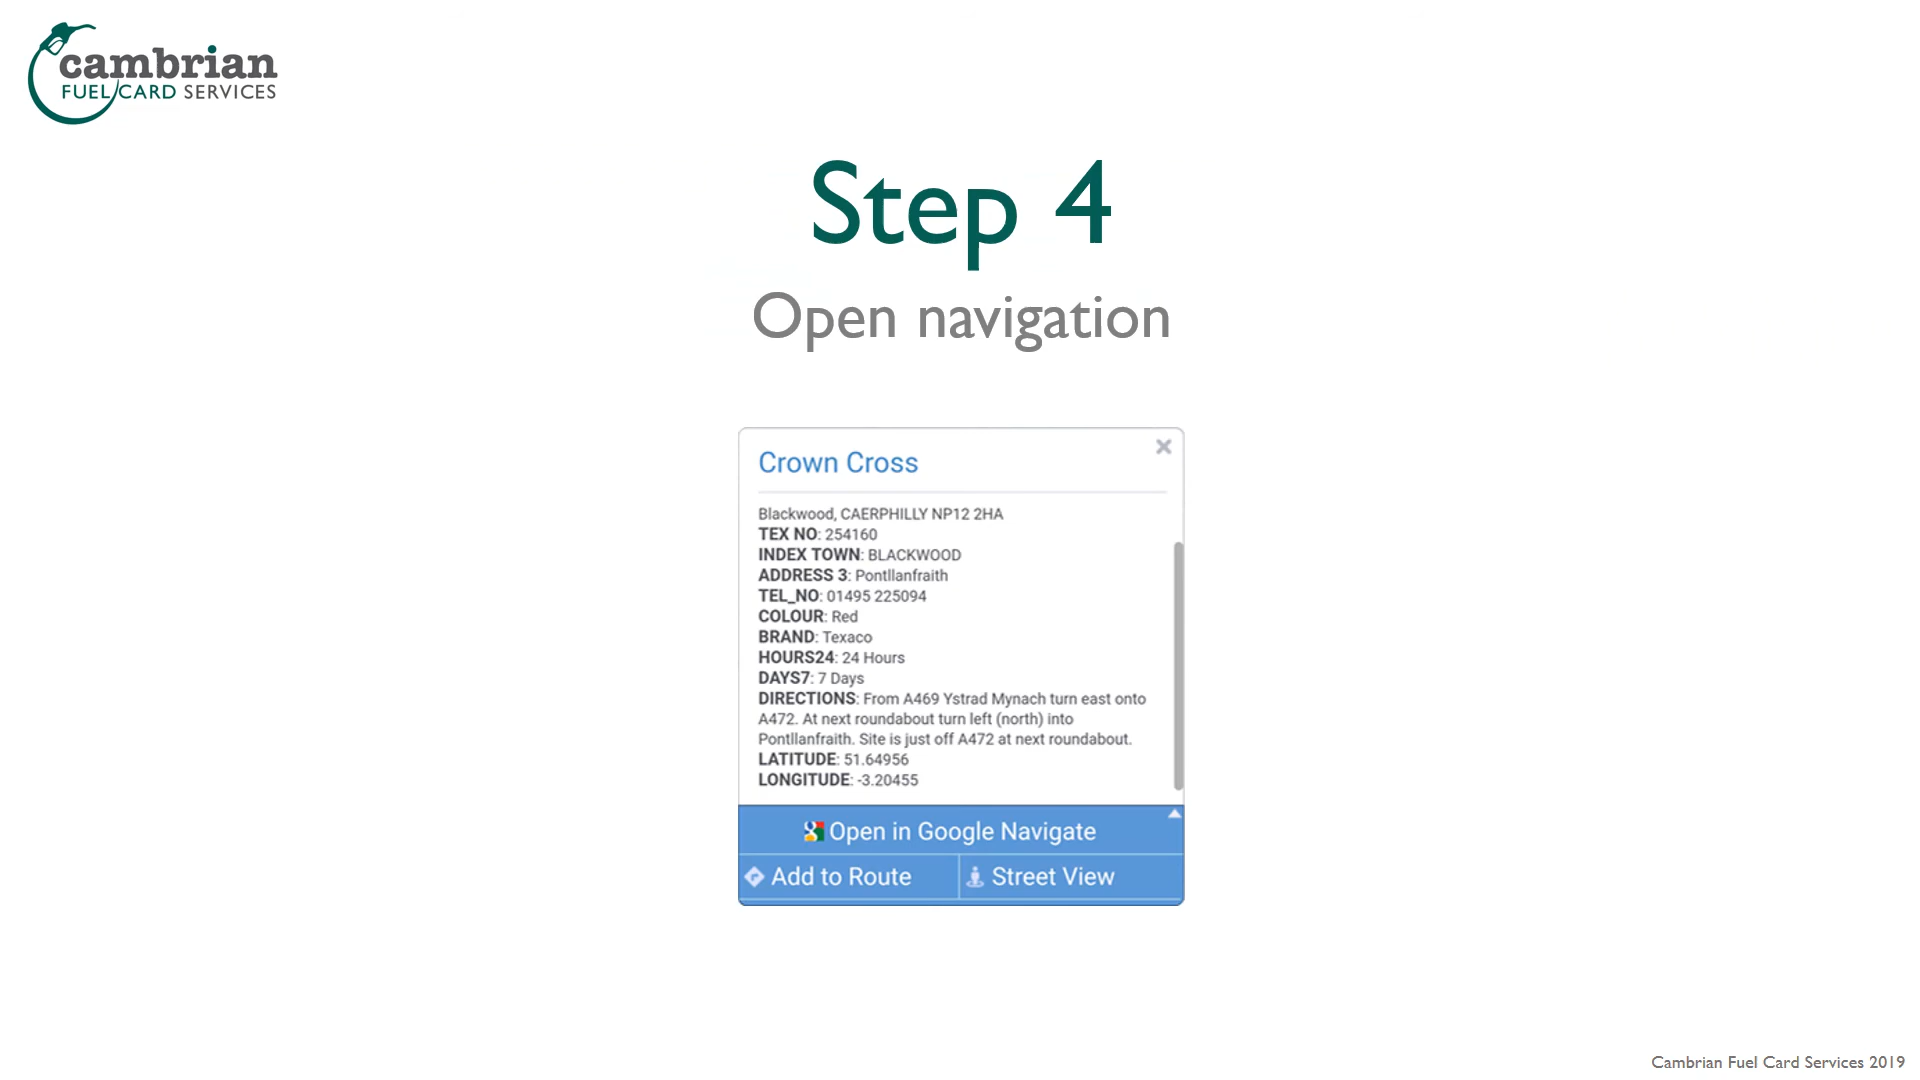 cambrian
FUEL CARD SERVICES
Step 4
Open navigation
Crown Cross
Blackwood, CAERPHILLY NP12 2HA
TEX NO: 254160
INDEX TOWN: BLACKWOOD
ADDRESS 3: Pontllanfraith
TEL_NO: 01495 225094
COLOUR: Red
BRAND: Texaco
HOURS24: 24 Hours
DAYS7: 7 Days
DIRECTIONS: From A469 Ystrad Mynach turn east onto
A472. At next roundabout turn left (north) into
Pontllanfraith. Site is just off A472 at next roundabout.
LATITUDE: 51.64956
LONGITUDE: -3.20455
Open in Google Navigate
Add to Route
Street View
Cambrian Fuel Card Services 2019